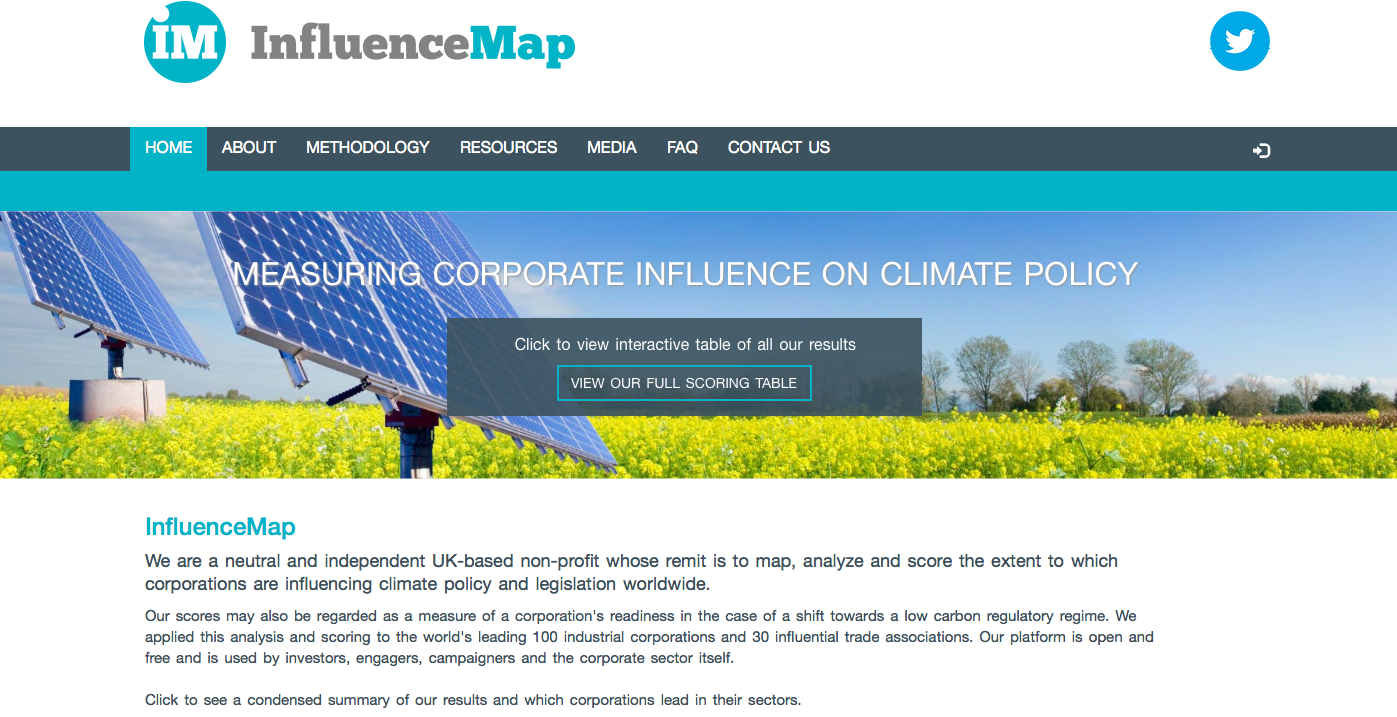 iM InfluenceMap
HOME ABOUT METHODOLOGY RESOURCES MEDIA FAQ CONTACT US
MEASURING CORPORATE INFLUENCE ON CLIMATE POLICY
Click to view interactive table of all our results
VIEW OUR FULL SCORING TABLE
InfluenceMap
We are a neutral and independent UK-based non-profit whose remit is to map, analyze and score the extent to which
corporations are influencing climate policy and legislation worldwide.
Our scores may also be regarded as a measure of a corporation's readiness in the case of a shift towards a low carbon regulatory regime. We
applied this analysis and scoring to the world's leading 100 industrial corporations and 30 influential trade associations. Our platform is open and
free and is used by investors, engagers, campaigners and the corporate sector itself.
Click to see a condensed summary of our results and which corporations lead in their sectors.